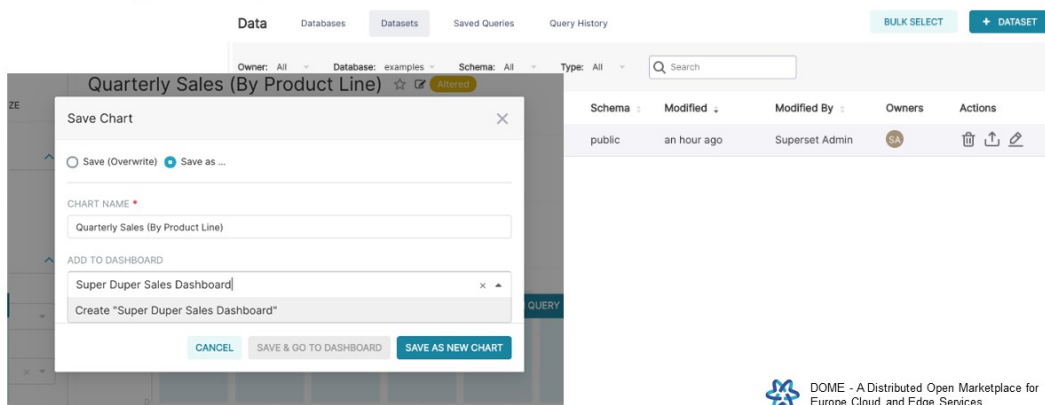 Data Databases Datasets Saved Queries Query History BULK SELECT + DATASET
Owner: All Database: examples Schema: All Type: All Search
Quarterly Sales (By Product Line) Altered
ZE
Schema Modified Modified By Owners Actions
public an hour ago Superset Admin SA
Save Chart
Save (Overwrite) Save as ...
CHART NAME *
Quarterly Sales (By Product Line)
ADD TO DASHBOARD
Super Duper Sales Dashboard
Create "Super Duper Sales Dashboard"
QUERY
CANCEL SAVE & GO TO DASHBOARD SAVE AS NEW CHART
DOME - A Distributed Open Marketplace for
Europe Cloud and Edge Services